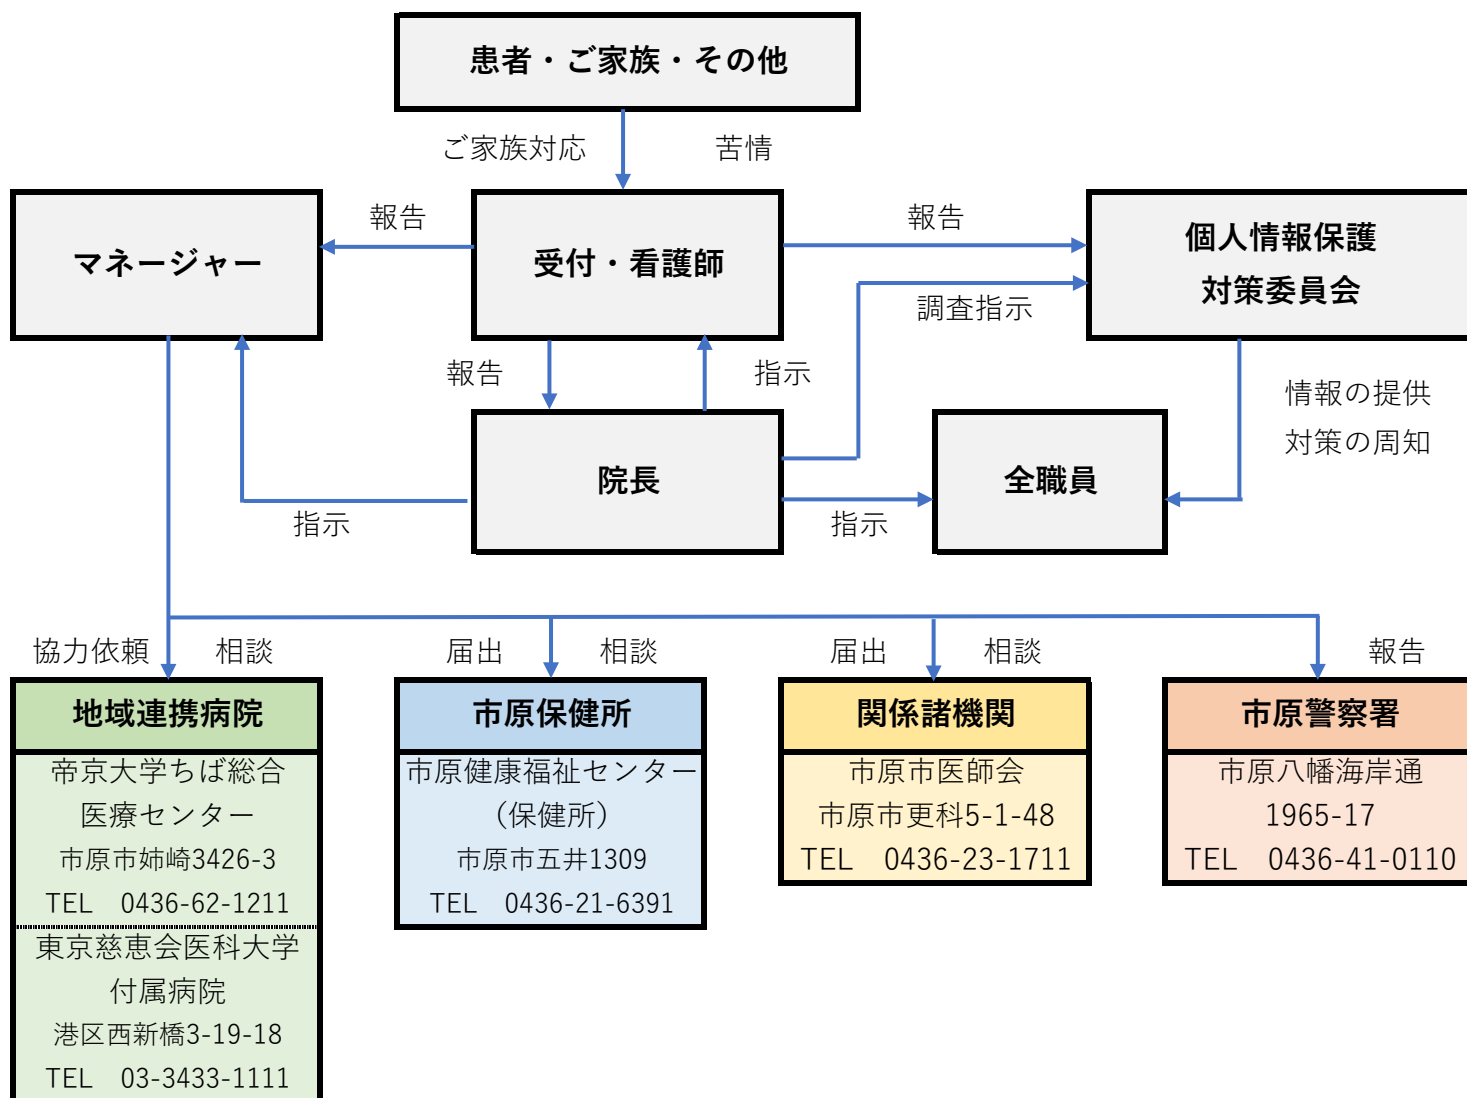 患者・ご家族・その他
ご家族対応　苦情
マネージャー
報告
受付・看護師
報告
個人情報保護
対策委員会
調査指示
報告
指示
情報の提供
対策の周知
院長
全職員
指示
指示
協力依頼　相談
届出　相談
届出　相談
報告
地域連携病院
帝京大学ちば総合
医療センター
市原市姉崎3426-3
TEL　0436-62-1211
東京慈恵会医科大学
付属病院
港区西新橋3-19-18
TEL　03-3433-1111
市原保健所
市原健康福祉センター
（保健所）
市原市五井1309
TEL　0436-21-6391
関係諸機関
市原市医師会
市原市更科5-1-48
TEL　0436-23-1711
市原警察署
市原八幡海岸通
1965-17
TEL　0436-41-0110